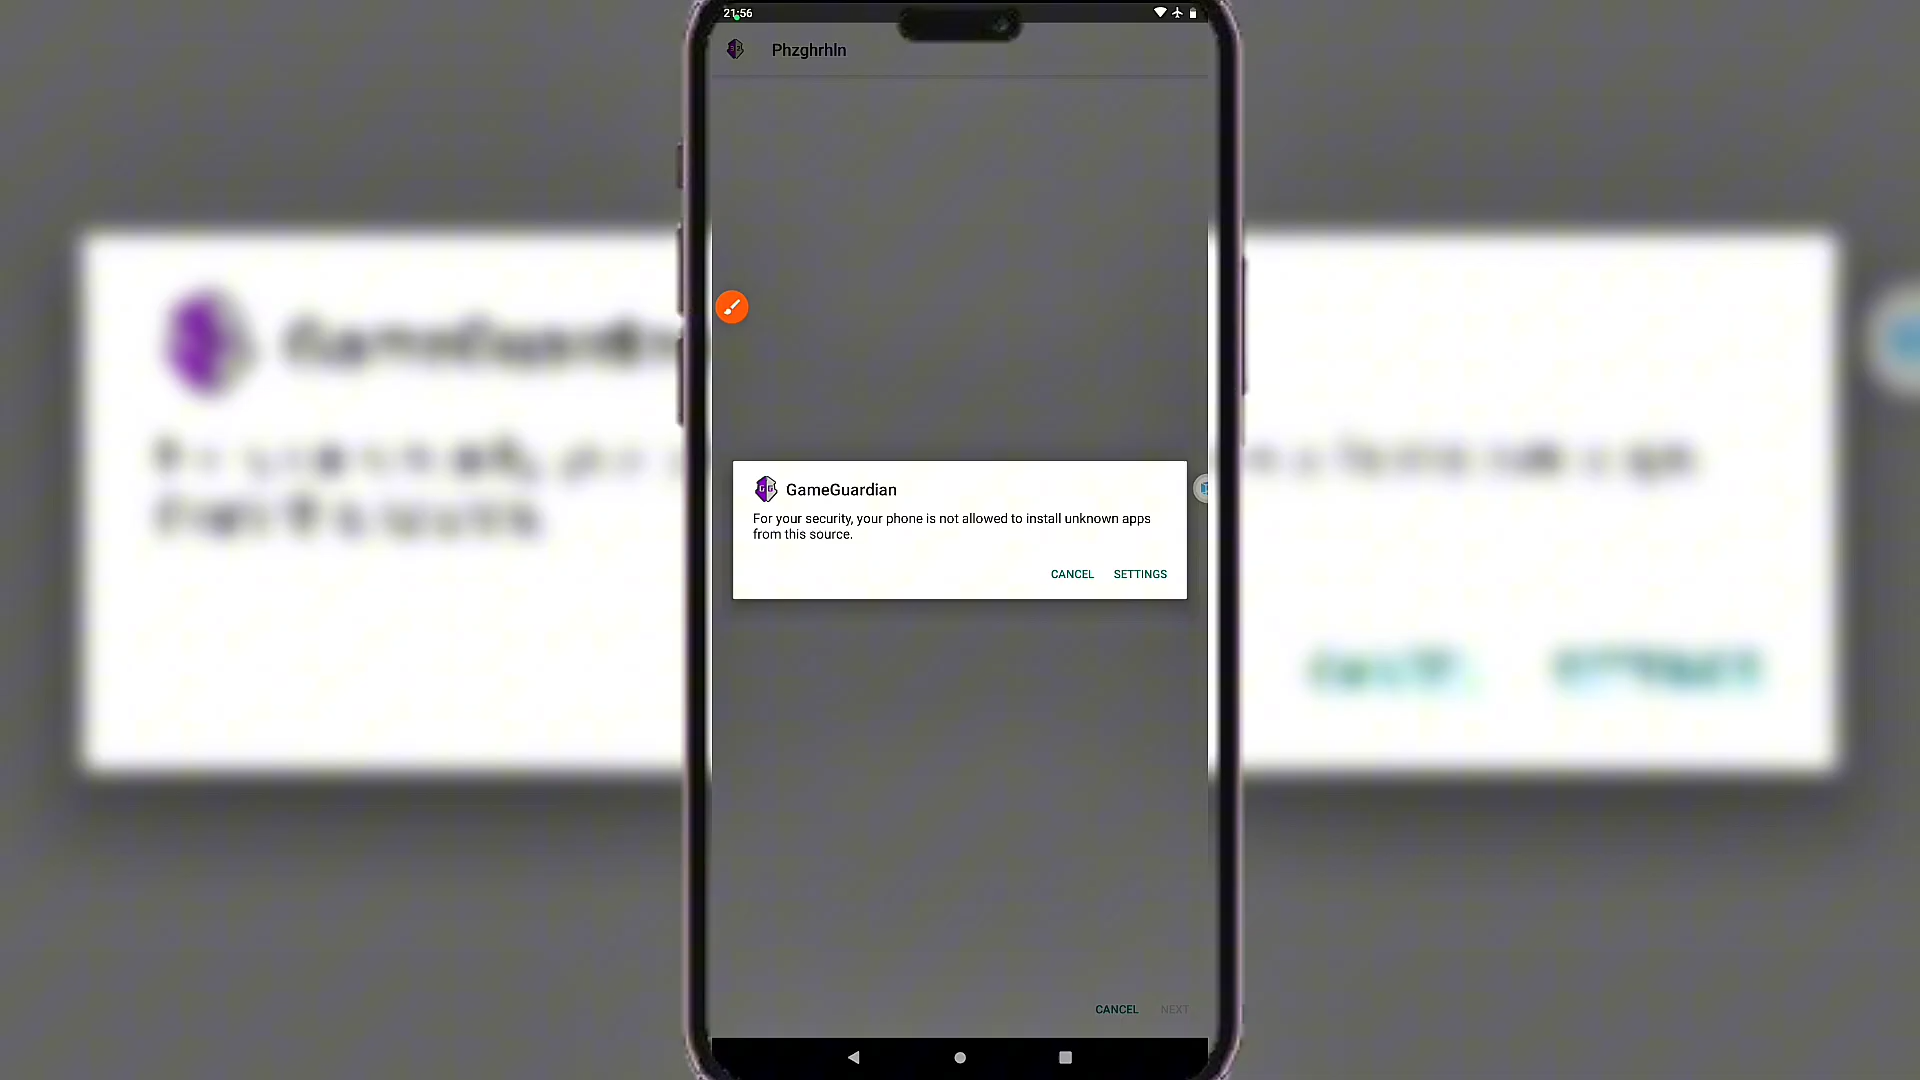 21:56
Phzghrhln
GameGuardian
For your security, your phone is not allowed to install unknown apps
from this source.
CANCEL SETTINGS
CANCEL NEXT